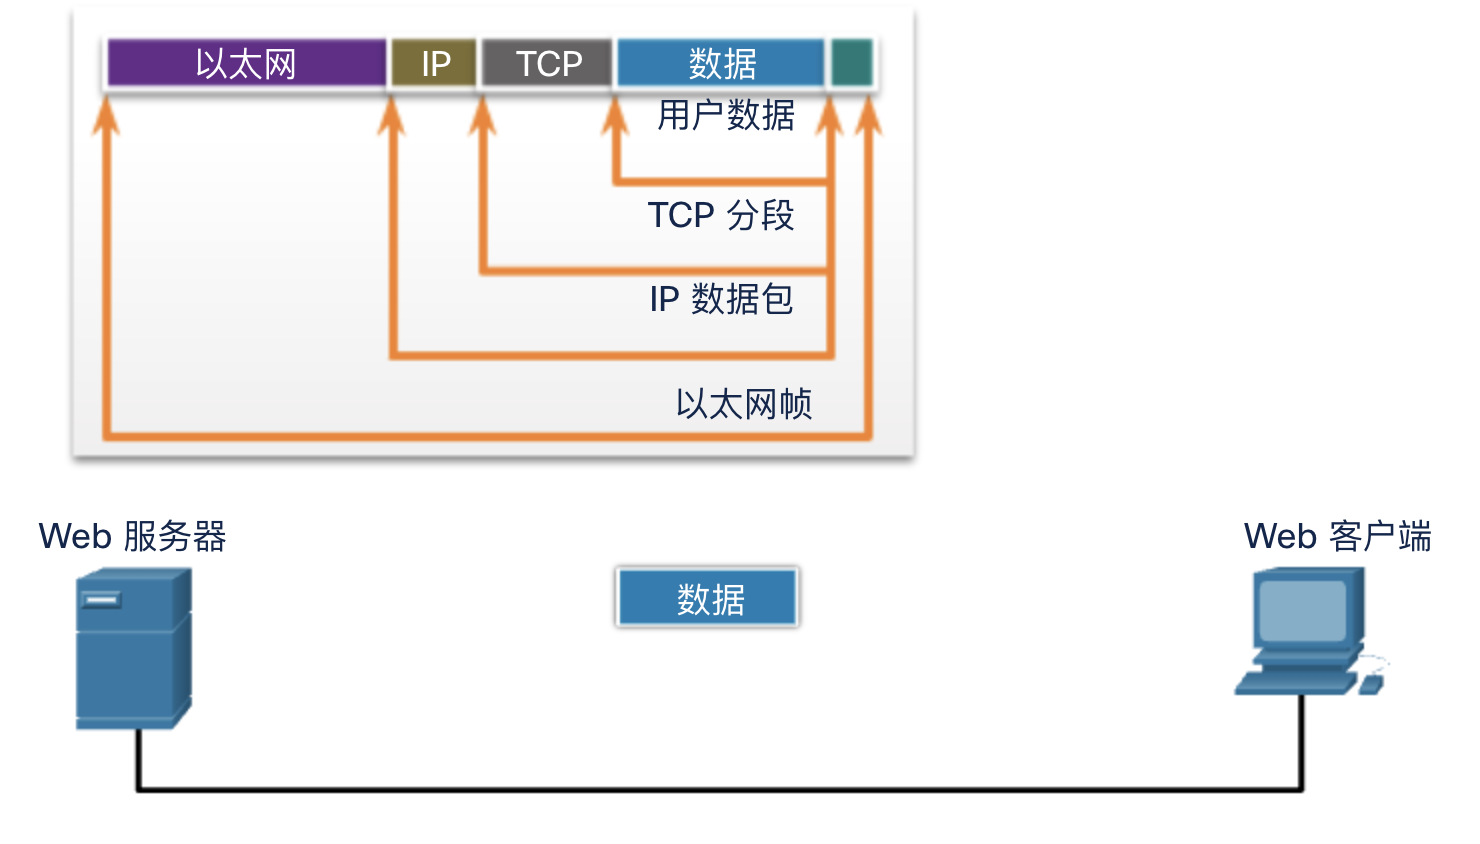 以太网 IP TCP 数据
用户数据
TCP 分段
IP 数据包
以太网帧
Web 服务器
Web 客户端
数据